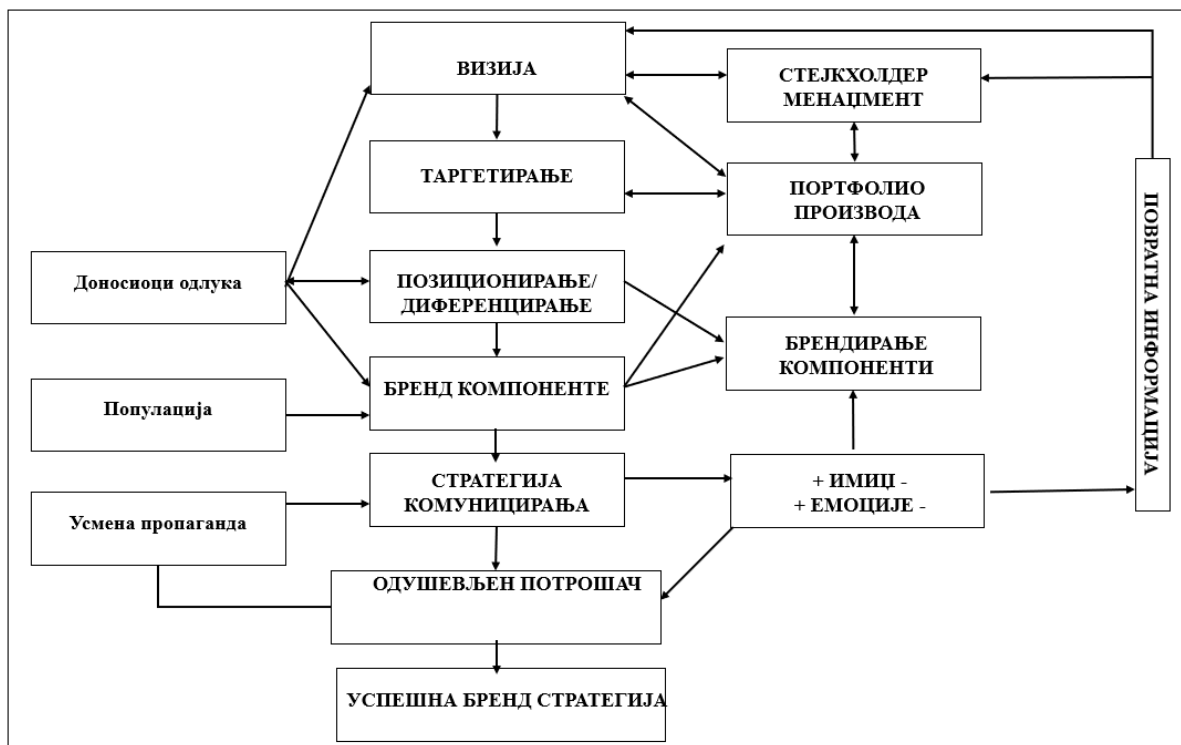 ВИЗИЈА
СТЕЈКХОЛДЕР
МЕНАЏМЕНТ
ТАРГЕТИРАЊЕ
ПОРТФОЛИО
ПРОИЗВОДА
ПОВРАТНА ИНФОРМАЦИЈА
Доносиоци одлука
ПОЗИЦИОНИРАЊЕ/
ДИФЕРЕНЦИРАЊЕ
БРЕНДИРАЊЕ
КОМПОНЕНТИ
БРЕНД КОМПОНЕНТЕ
Популација
СТРАТЕГИЈА
КОМУНИЦИРАЊА
+ ИМИЏ -
+ ЕМОЦИЈЕ -
Усмена пропаганда
ОДУШЕВЉЕН ПОТРОШАЧ
УСПЕШНА БРЕНД СТРАТЕГИЈА